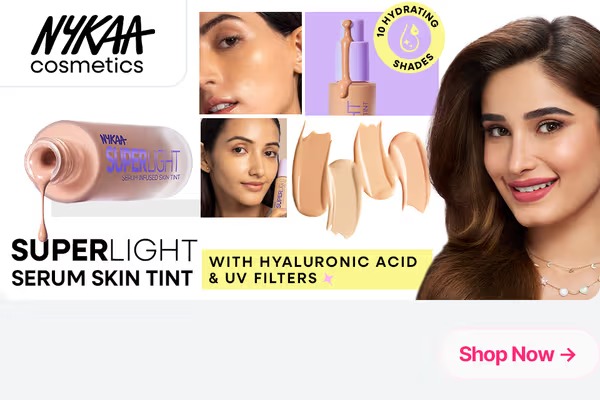 NYKAA
cosmetics
10 HYDRATING
SHADES
NYKAA
SUPERLIGHT
SERUM INFUSED SKIN TINT
SUPERLIGHT
SERUM SKIN TINT
WITH HYALURONIC ACID
& UV FILTERS
Shop Now →